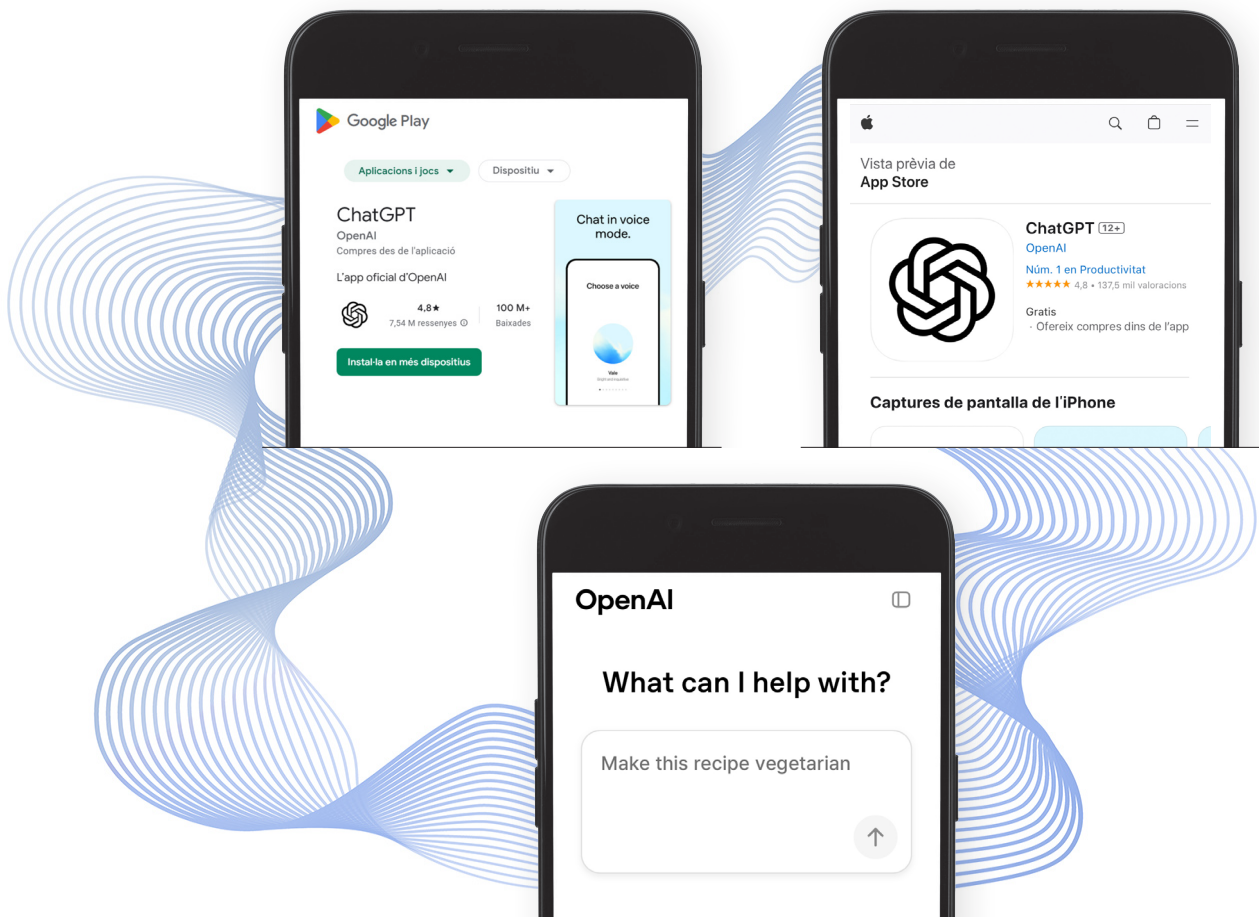 Google Play
Aplicacions i jocs
Dispositiu
ChatGPT
OpenAI
Compres des de l'aplicació
L'app oficial d'OpenAI
4,8★
7,54 M ressenyes
100 M+
Baixades
Instal·la en més dispositius
Chat in voice
mode.
Choose a voice
Vale
Vista prèvia de
App Store
ChatGPT 12+
OpenAI
Núm. 1 en Productivitat
★★★★★ 4,8 • 137,5 mil valoracions
Gratis
· Ofereix compres dins de l'app
Captures de pantalla de l'iPhone
OpenAI
What can I help with?
Make this recipe vegetarian